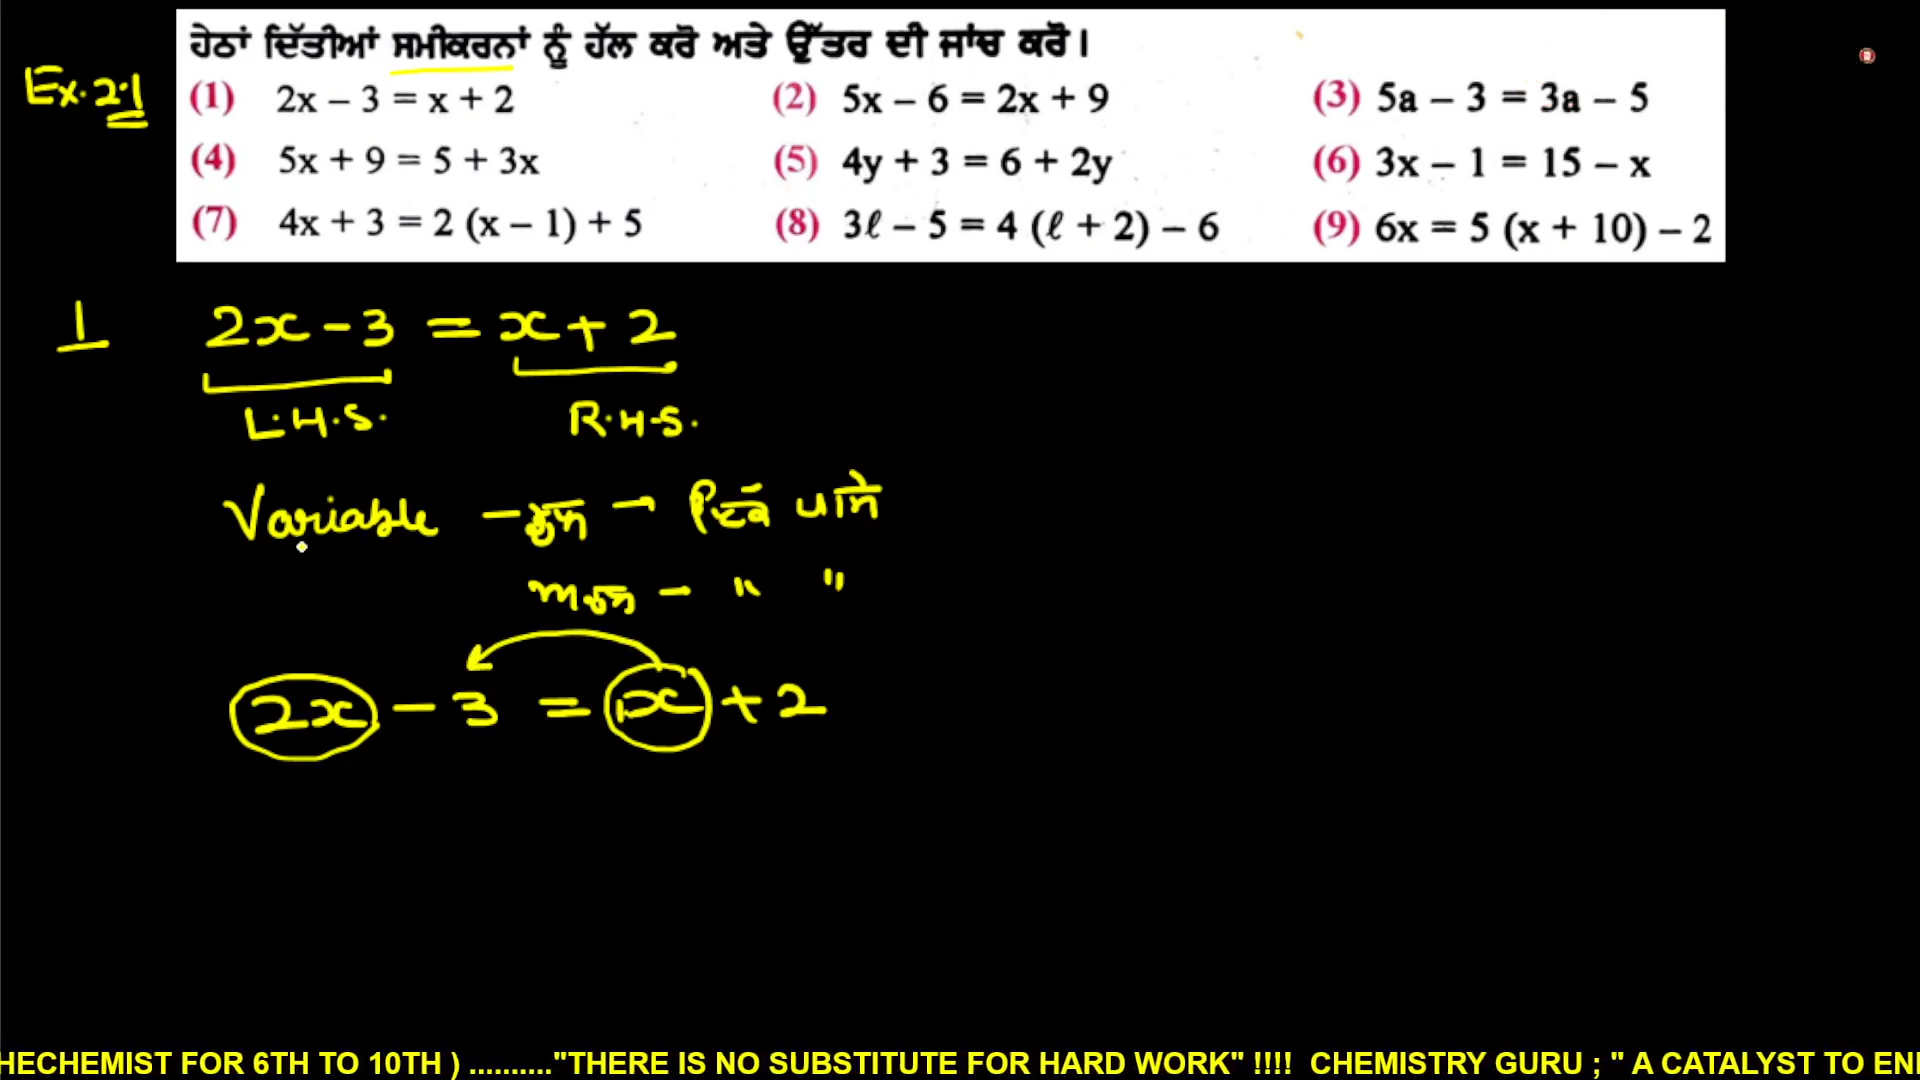 ਹੇਠਾਂ ਦਿੱਤੀਆਂ ਸਮੀਕਰਨਾਂ ਨੂੰ ਹੱਲ ਕਰੋ ਅਤੇ ਉੱਤਰ ਦੀ ਜਾਂਚ ਕਰੋ।
Ex. 2.1
(1) 2x – 3 = x + 2 (2) 5x – 6 = 2x + 9 (3) 5a – 3 = 3a – 5
(4) 5x + 9 = 5 + 3x (5) 4y + 3 = 6 + 2y (6) 3x – 1 = 15 – x
(7) 4x + 3 = 2 (x – 1) + 5 (8) 3ℓ – 5 = 4 (ℓ + 2) – 6 (9) 6x = 5 (x + 10) – 2
1 2x – 3 = x + 2
L.H.S. R.H.S.
Variable – ਚਲ → ਇੱਕ ਪਾਸੇ
ਅਚਲ – " "
2x – 3 = x + 2
HECHEMIST FOR 6TH TO 10TH ) .........."THERE IS NO SUBSTITUTE FOR HARD WORK" !!!! CHEMISTRY GURU ; " A CATALYST TO EN